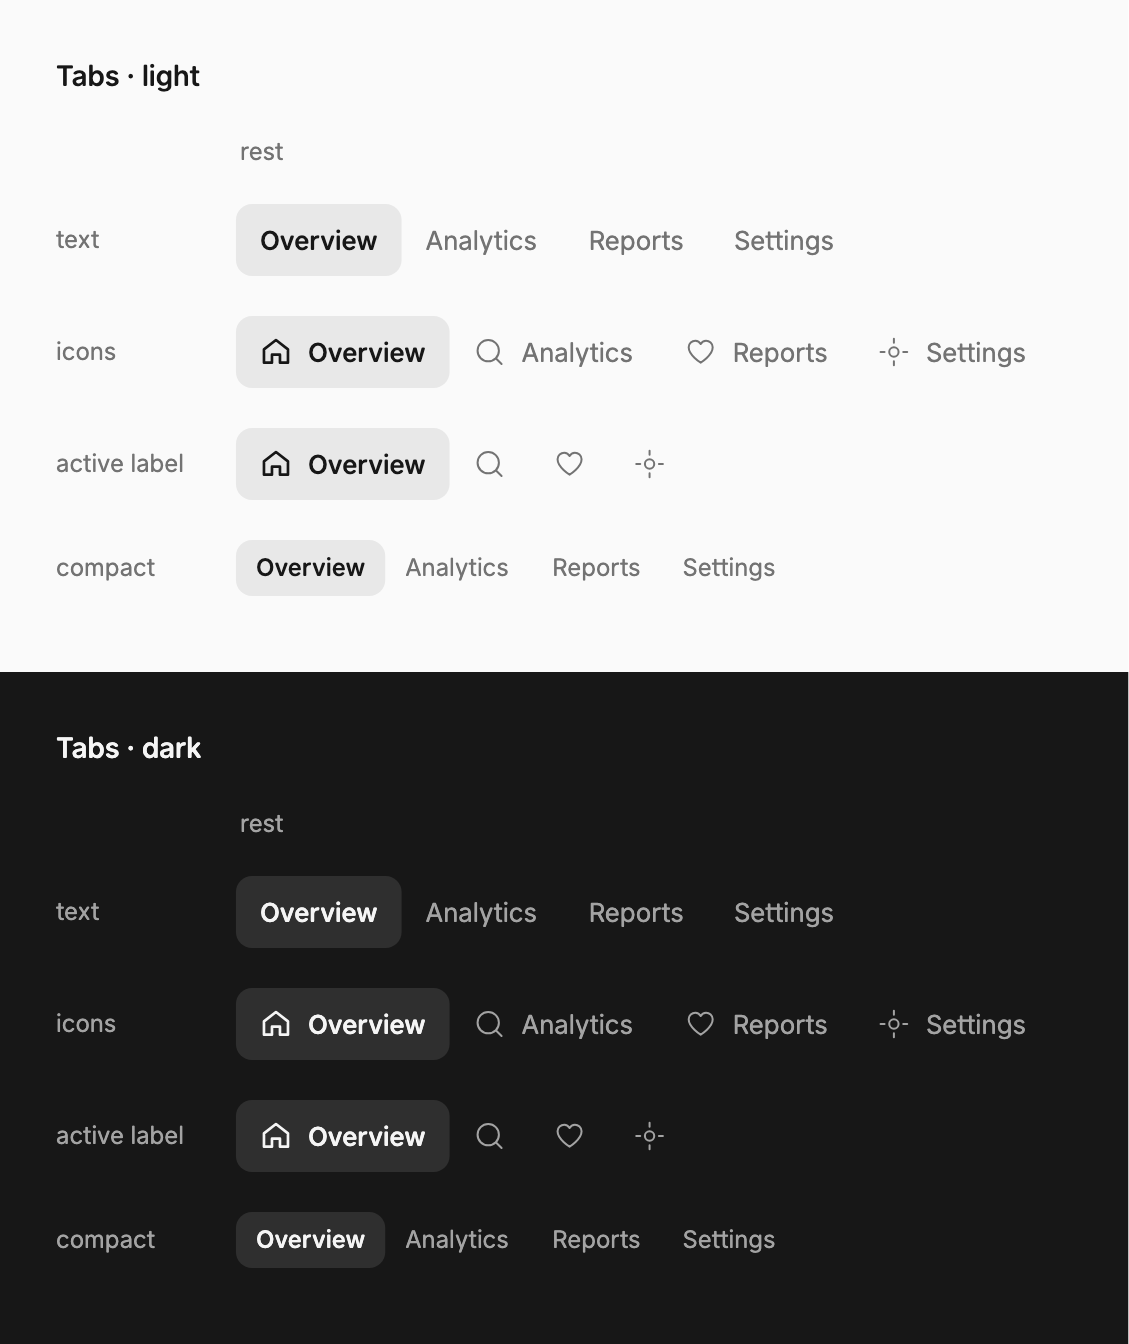 Tabs · light
rest
text Overview Analytics Reports Settings
icons Overview Analytics Reports Settings
active label Overview
compact Overview Analytics Reports Settings
Tabs · dark
rest
text Overview Analytics Reports Settings
icons Overview Analytics Reports Settings
active label Overview
compact Overview Analytics Reports Settings